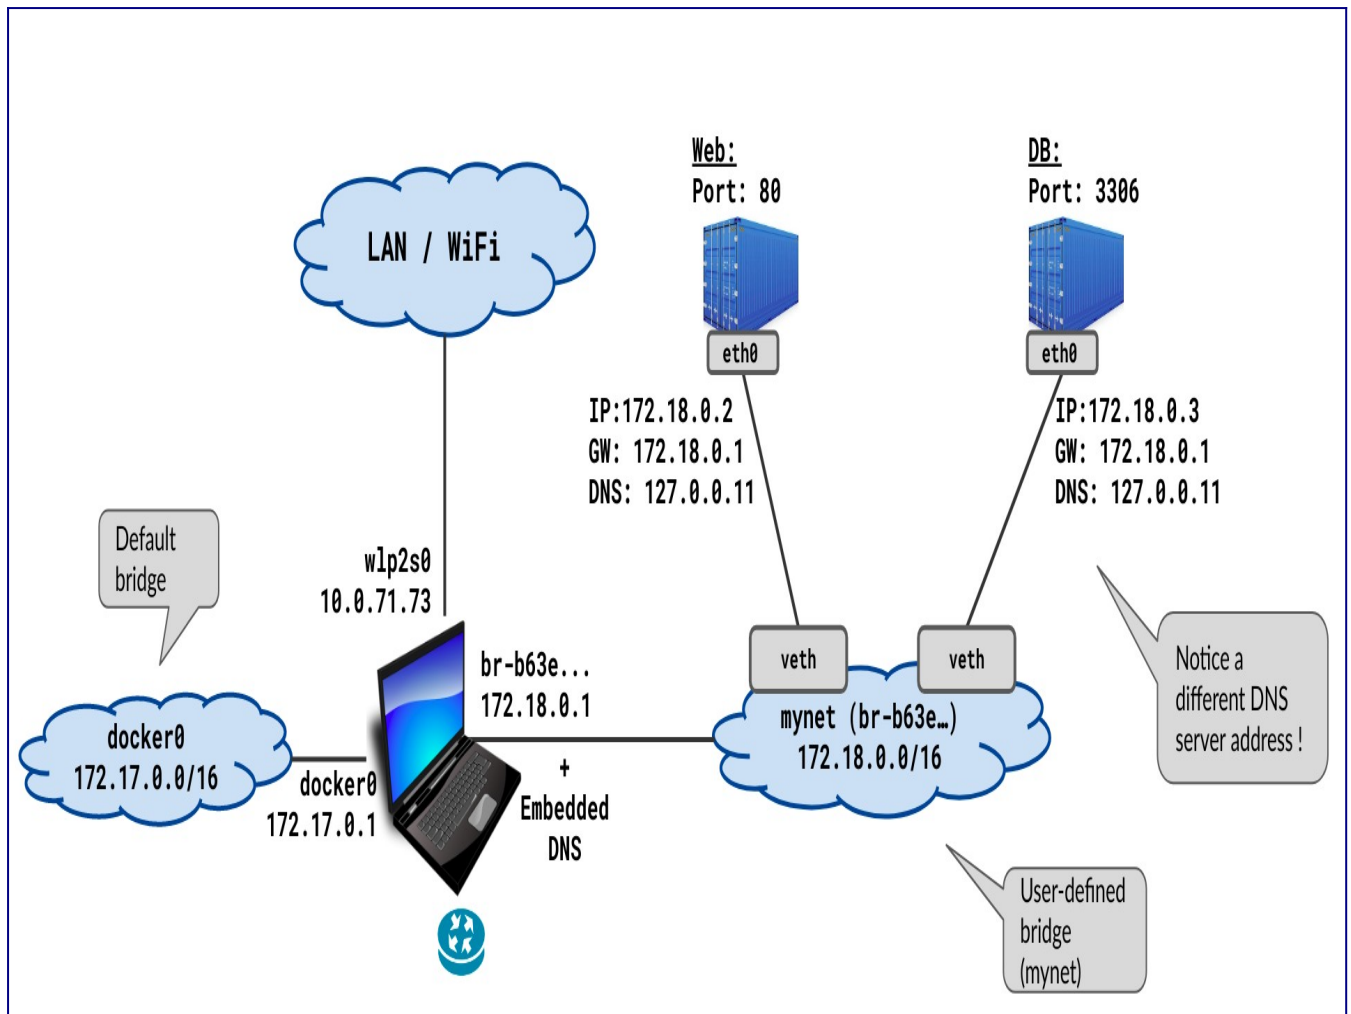 Web:
Port: 80
DB:
Port: 3306
LAN / WiFi
eth0
eth0
IP:172.18.0.2
GW: 172.18.0.1
DNS: 127.0.0.11
IP:172.18.0.3
GW: 172.18.0.1
DNS: 127.0.0.11
Default
bridge
wlp2s0
10.0.71.73
br-b63e...
172.18.0.1
veth
veth
Notice a
different DNS
server address !
docker0
172.17.0.0/16
mynet (br-b63e…)
172.18.0.0/16
docker0
172.17.0.1
+
Embedded
DNS
User-defined
bridge
(mynet)